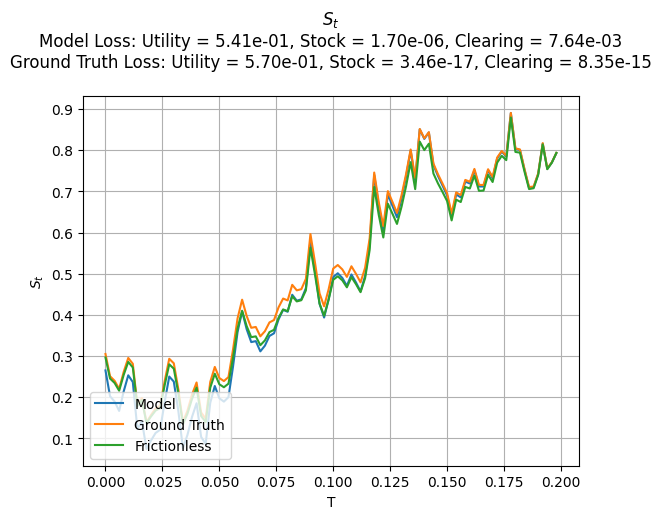 S_t
Model Loss: Utility = 5.41e-01, Stock = 1.70e-06, Clearing = 7.64e-03
Ground Truth Loss: Utility = 5.70e-01, Stock = 3.46e-17, Clearing = 8.35e-15
0.9
0.8
0.7
0.6
0.5
0.4
0.3
0.2
0.1
S_t
Model
Ground Truth
Frictionless
0.000 0.025 0.050 0.075 0.100 0.125 0.150 0.175 0.200
T